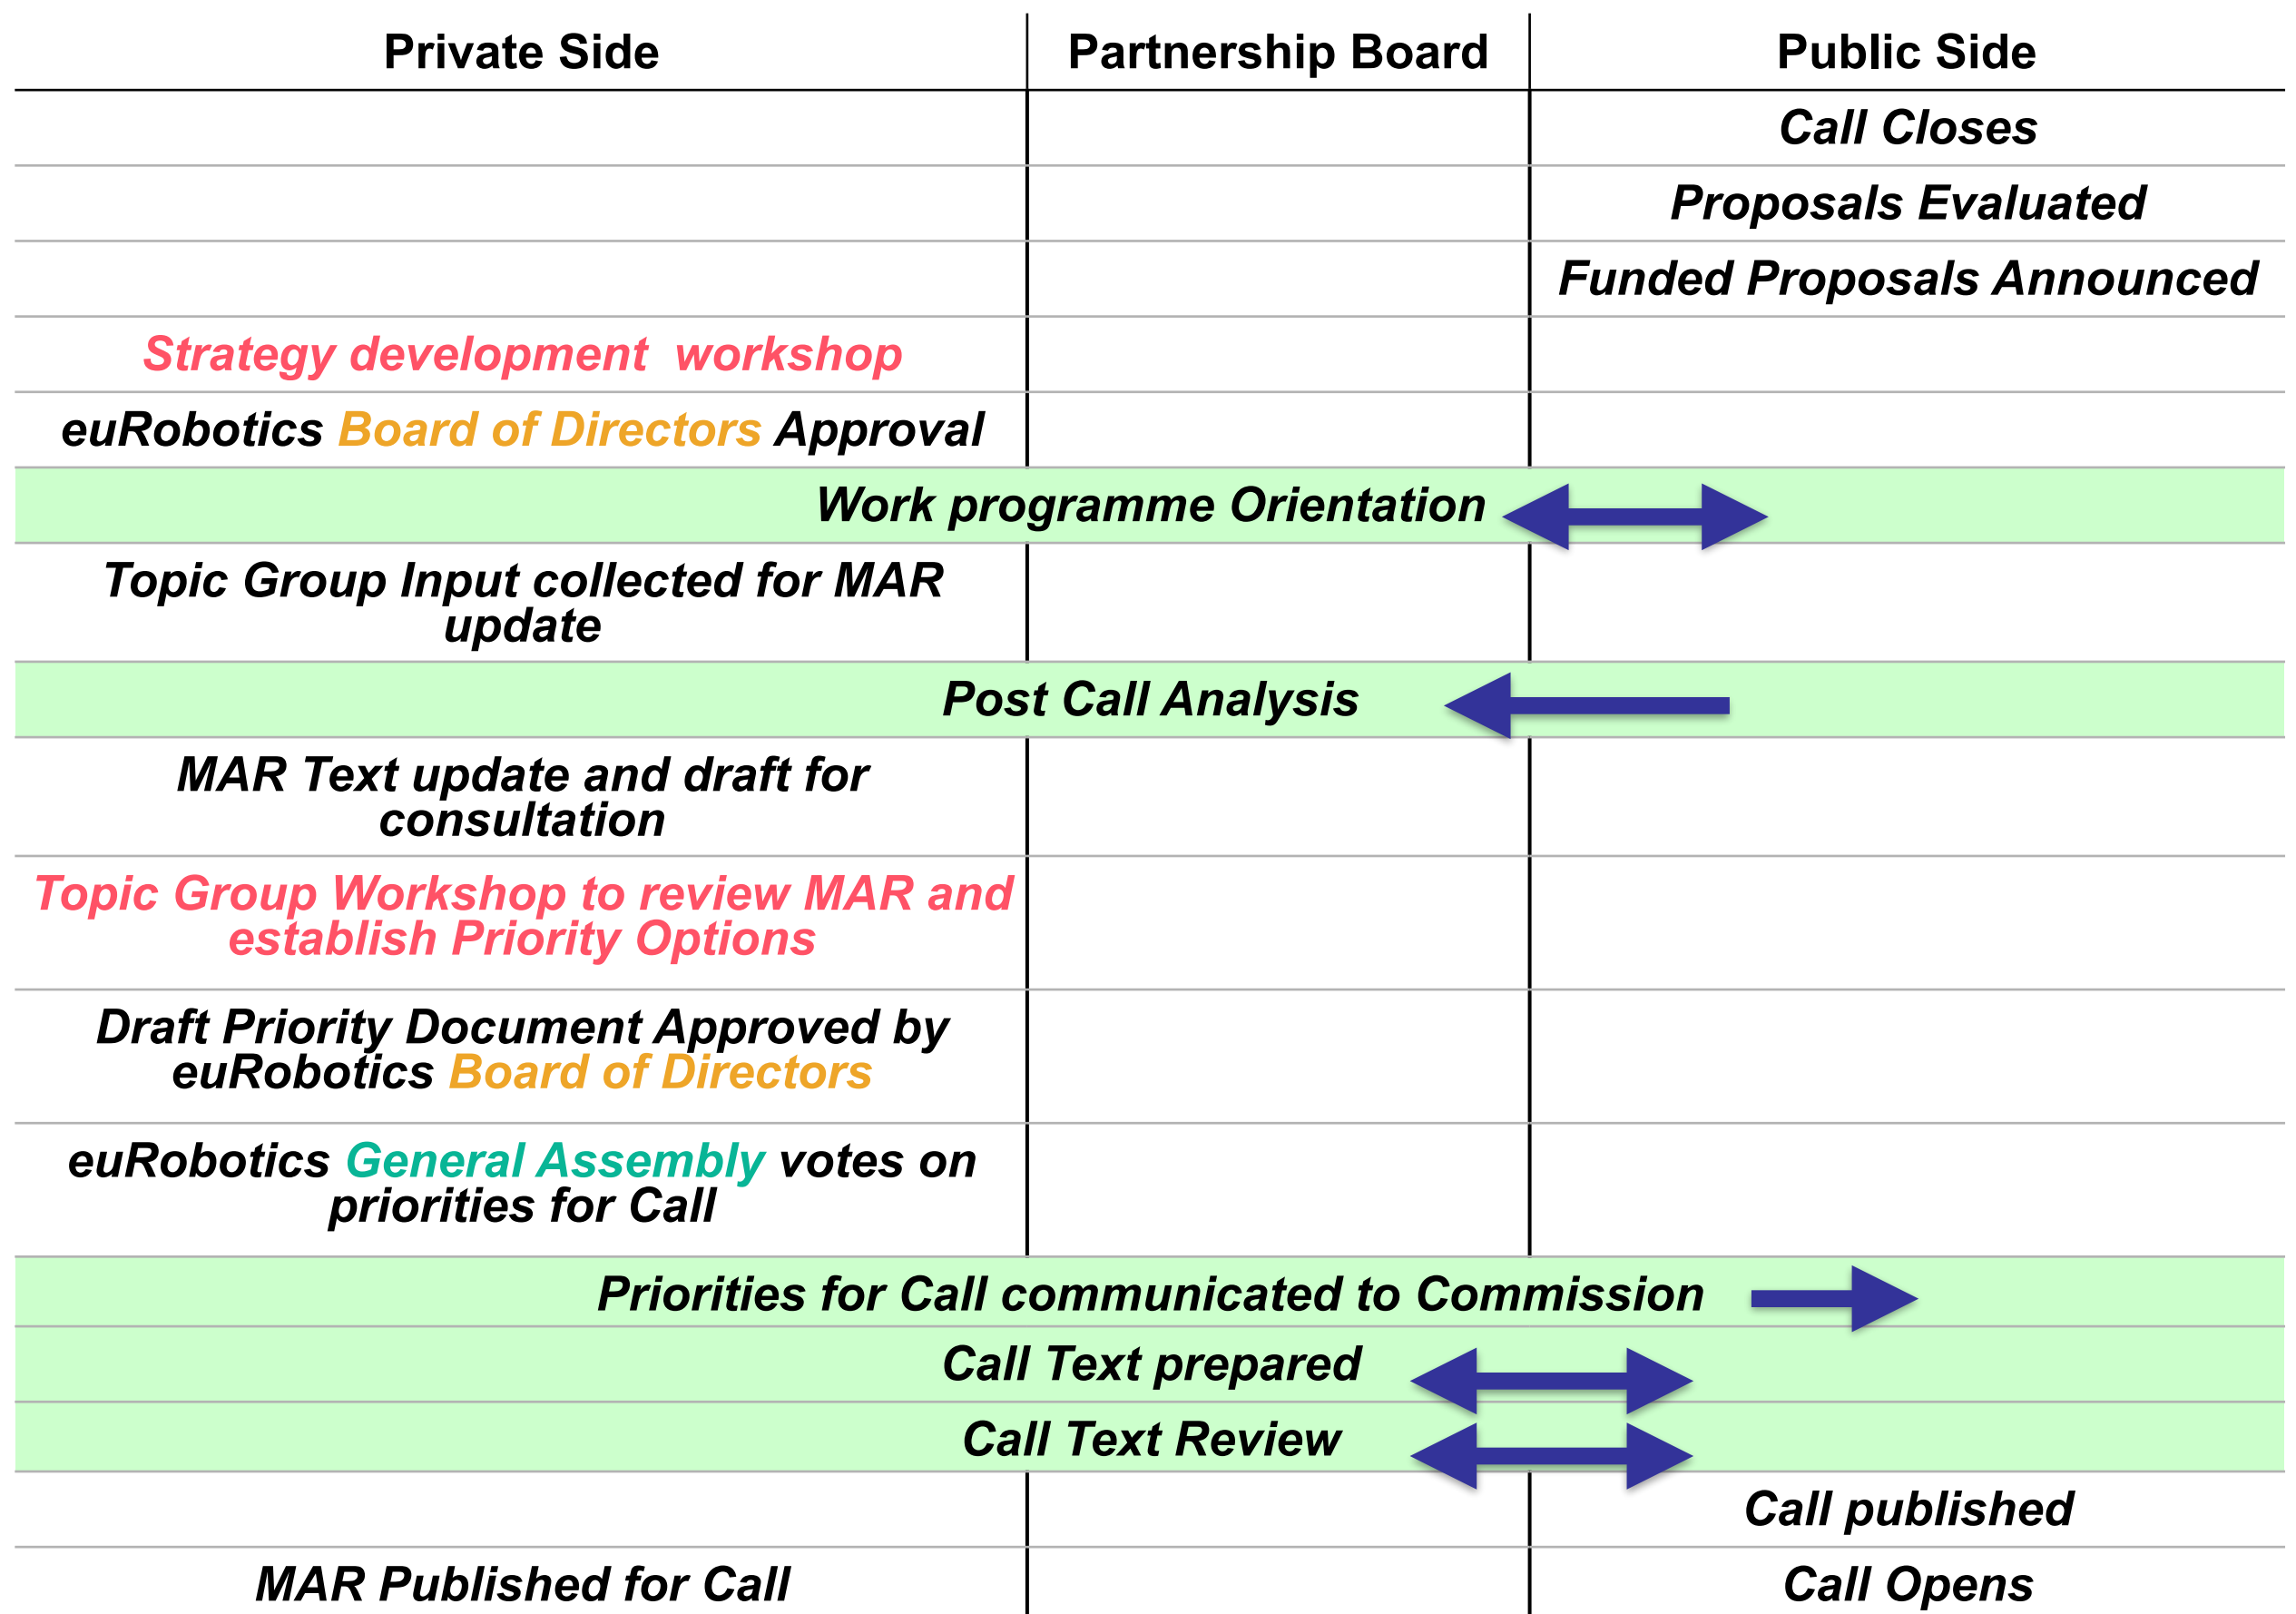 Private Side
Partnership Board
Public Side
Call Closes
Proposals Evaluated
Funded Proposals Announced
Strategy development workshop
euRobotics Board of Directors Approval
Work programme Orientation
Topic Group Input collected for MAR
update
Post Call Analysis
MAR Text update and draft for
consultation
Topic Group Workshop to review MAR and
establish Priority Options
Draft Priority Document Approved by
euRobotics Board of Directors
euRobotics General Assembly votes on
priorities for Call
Priorities for Call communicated to Commission
Call Text prepared
Call Text Review
Call published
MAR Published for Call
Call Opens